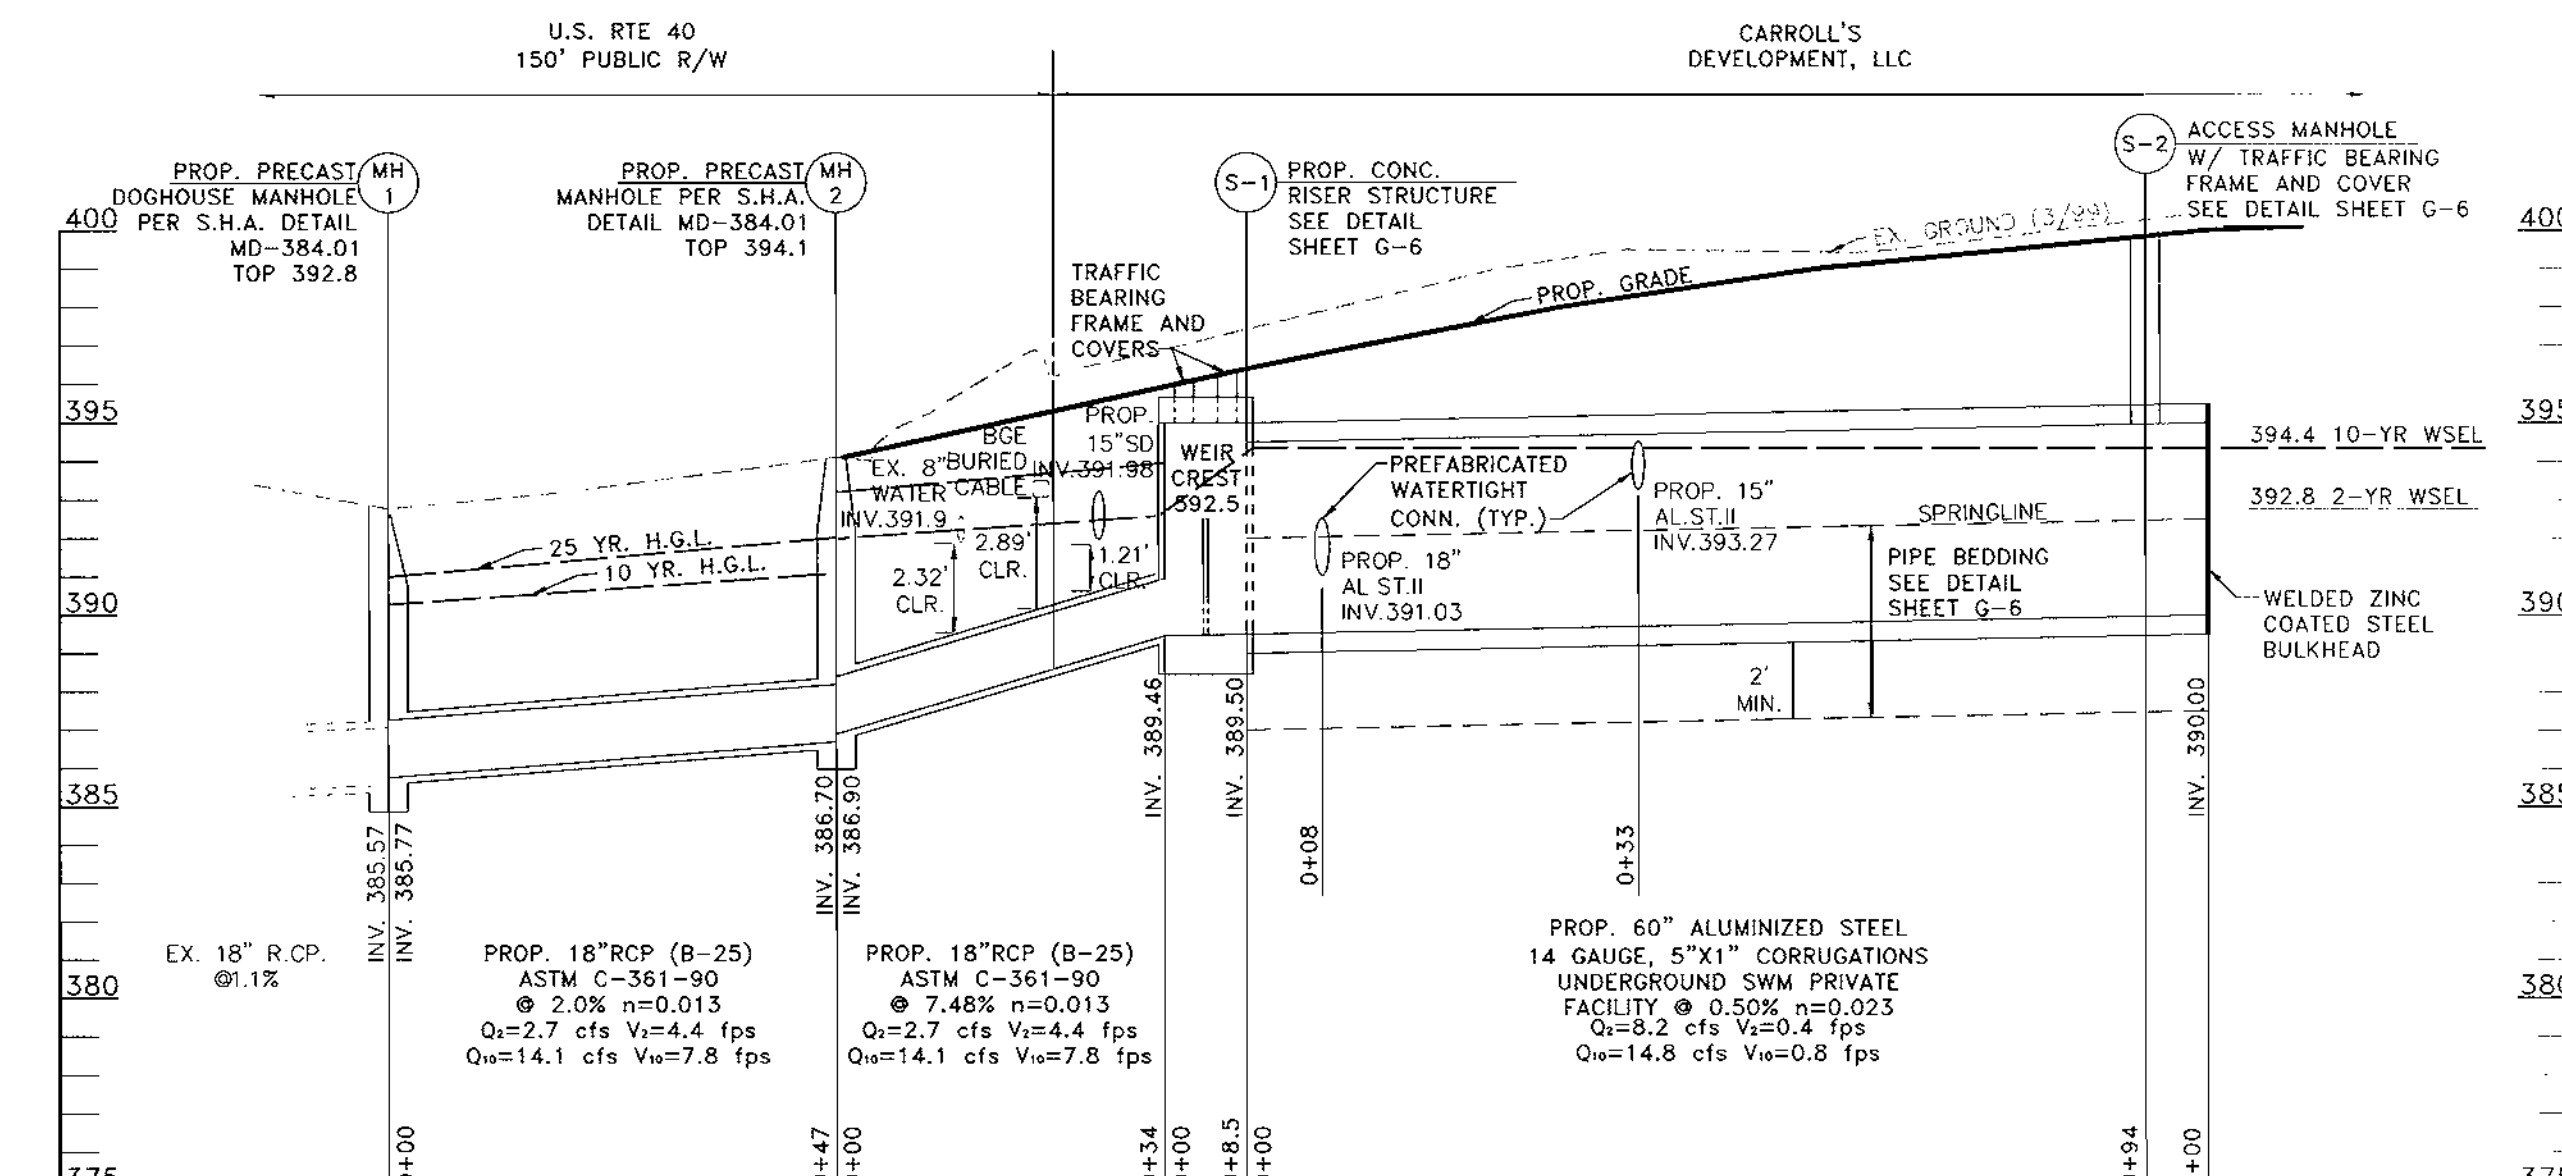 U.S. RTE 40
150' PUBLIC R/W
CARROLL'S
DEVELOPMENT, LLC
PROP. PRECAST
DOGHOUSE MANHOLE
PER S.H.A. DETAIL
MD-384.01
TOP 392.8
MH
1
PROP. PRECAST
MANHOLE PER S.H.A.
DETAIL MD-384.01
TOP 394.1
MH
2
S-1
PROP. CONC.
RISER STRUCTURE
SEE DETAIL
SHEET G-6
S-2
ACCESS MANHOLE
W/ TRAFFIC BEARING
FRAME AND COVER
SEE DETAIL SHEET G-6
TRAFFIC
BEARING
FRAME AND
COVERS
EX. GROUND (3/99)
PROP. GRADE
400
395
390
385
380
375
BGE
BURIED
CABLE
EX. 8"
WATER
INV.391.9
PROP.
15"SD
INV.391.98
WEIR
CREST
592.5
2.32'
CLR.
2.89'
CLR.
1.21'
CLR.
25 YR. H.G.L.
10 YR. H.G.L.
PREFABRICATED
WATERTIGHT
CONN. (TYP.)
PROP. 18"
AL ST.II
INV.391.03
PROP. 15"
AL.ST.II
INV.393.27
SPRINGLINE
PIPE BEDDING
SEE DETAIL
SHEET G-6
2'
MIN.
394.4 10-YR WSEL
392.8 2-YR WSEL
WELDED ZINC
COATED STEEL
BULKHEAD
INV. 385.57
INV. 385.77
INV. 386.70
INV. 386.90
INV. 389.46
INV. 389.50
0+08
0+33
INV. 390.00
EX. 18" R.CP.
@1.1%
PROP. 18"RCP (B-25)
ASTM C-361-90
@ 2.0% n=0.013
Q₂=2.7 cfs V₂=4.4 fps
Q₁₀=14.1 cfs V₁₀=7.8 fps
PROP. 18"RCP (B-25)
ASTM C-361-90
@ 7.48% n=0.013
Q₂=2.7 cfs V₂=4.4 fps
Q₁₀=14.1 cfs V₁₀=7.8 fps
PROP. 60" ALUMINIZED STEEL
14 GAUGE, 5"X1" CORRUGATIONS
UNDERGROUND SWM PRIVATE
FACILITY @ 0.50% n=0.023
Q₂=8.2 cfs V₂=0.4 fps
Q₁₀=14.8 cfs V₁₀=0.8 fps
+00
+47
+00
+34
+00
+8.5
+00
+94
+00